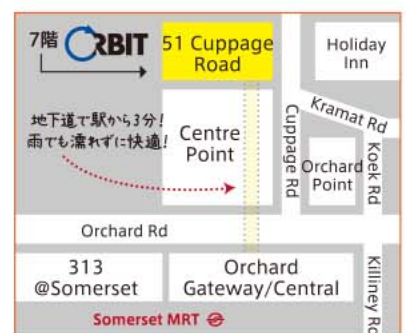 7階 ORBIT
51 Cuppage
Road
Holiday
Inn
地下道で駅から3分!
雨でも濡れずに快適!
Centre
Point
Cuppage Rd
Kramat Rd
Orchard
Point
Koek Rd
Orchard Rd
313
@Somerset
Orchard
Gateway/Central
Killiney Rd
Somerset MRT